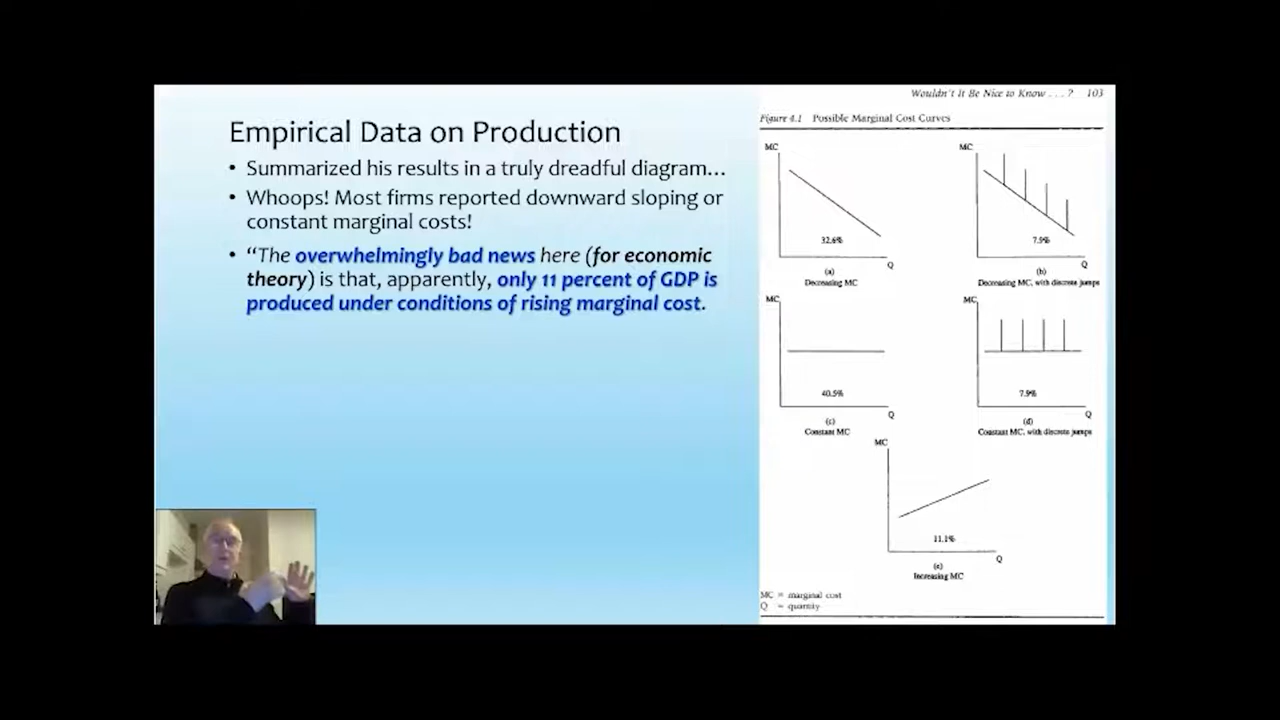 Empirical Data on Production
• Summarized his results in a truly dreadful diagram…
• Whoops! Most firms reported downward sloping or
constant marginal costs!
• “The overwhelmingly bad news here (for economic
theory) is that, apparently, only 11 percent of GDP is
produced under conditions of rising marginal cost.
Wouldn't It Be Nice to Know . . . ? 103
Figure 4.1 Possible Marginal Cost Curves
MC
32.6%
Q
(a)
Decreasing MC
MC
7.9%
Q
(b)
Decreasing MC, with discrete jumps
MC
40.5%
Q
(c)
Constant MC
MC
7.9%
Q
(d)
Constant MC, with discrete jumps
MC
11.1%
Q
(e)
Increasing MC
MC = marginal cost
Q = quantity